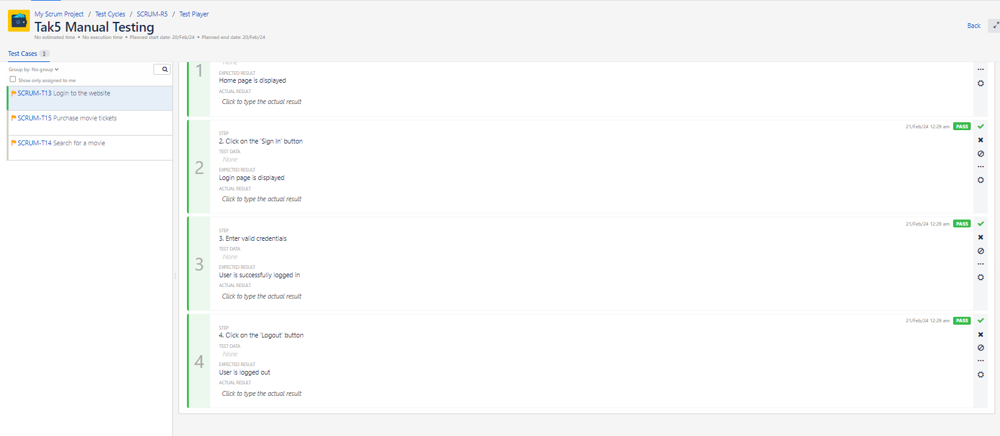 My Scrum Project / Test Cycles / SCRUM-R5 / Test Player
Tak5 Manual Testing
No estimated time • No execution time • Planned start date: 20/Feb/24 • Planned end date: 20/Feb/24
Back
Test Cases 3
Group by: No group
Show only assigned to me
SCRUM-T13 Login to the website
SCRUM-T15 Purchase movie tickets
SCRUM-T14 Search for a movie
1
None
EXPECTED RESULT
Home page is displayed
ACTUAL RESULT
Click to type the actual result
21/Feb/24 12:29 am PASS
2
STEP
2. Click on the 'Sign In' button
TEST DATA
None
EXPECTED RESULT
Login page is displayed
ACTUAL RESULT
Click to type the actual result
21/Feb/24 12:29 am PASS
3
STEP
3. Enter valid credentials
TEST DATA
None
EXPECTED RESULT
User is successfully logged in
ACTUAL RESULT
Click to type the actual result
21/Feb/24 12:29 am PASS
4
STEP
4. Click on the 'Logout' button
TEST DATA
None
EXPECTED RESULT
User is logged out
ACTUAL RESULT
Click to type the actual result